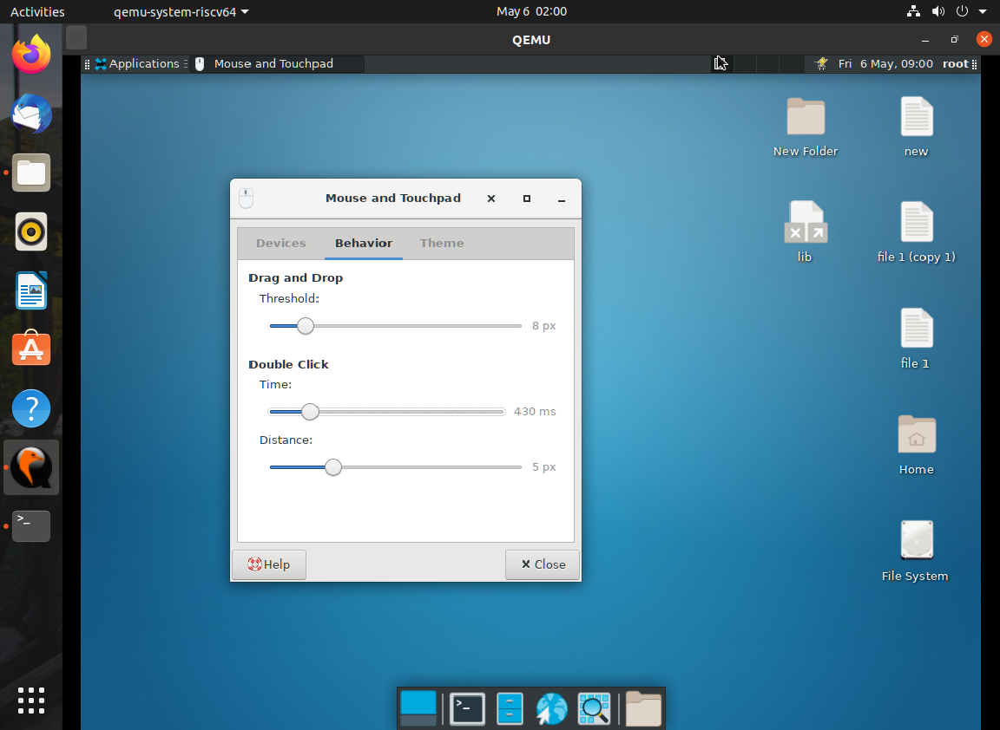 Activities
qemu-system-riscv64
May 6 02:00
QEMU
Applications
Mouse and Touchpad
Fri 6 May, 09:00
root
New Folder
new
lib
file 1 (copy 1)
file 1
Home
File System
Mouse and Touchpad
Devices
Behavior
Theme
Drag and Drop
Threshold:
8 px
Double Click
Time:
430 ms
Distance:
5 px
Help
Close